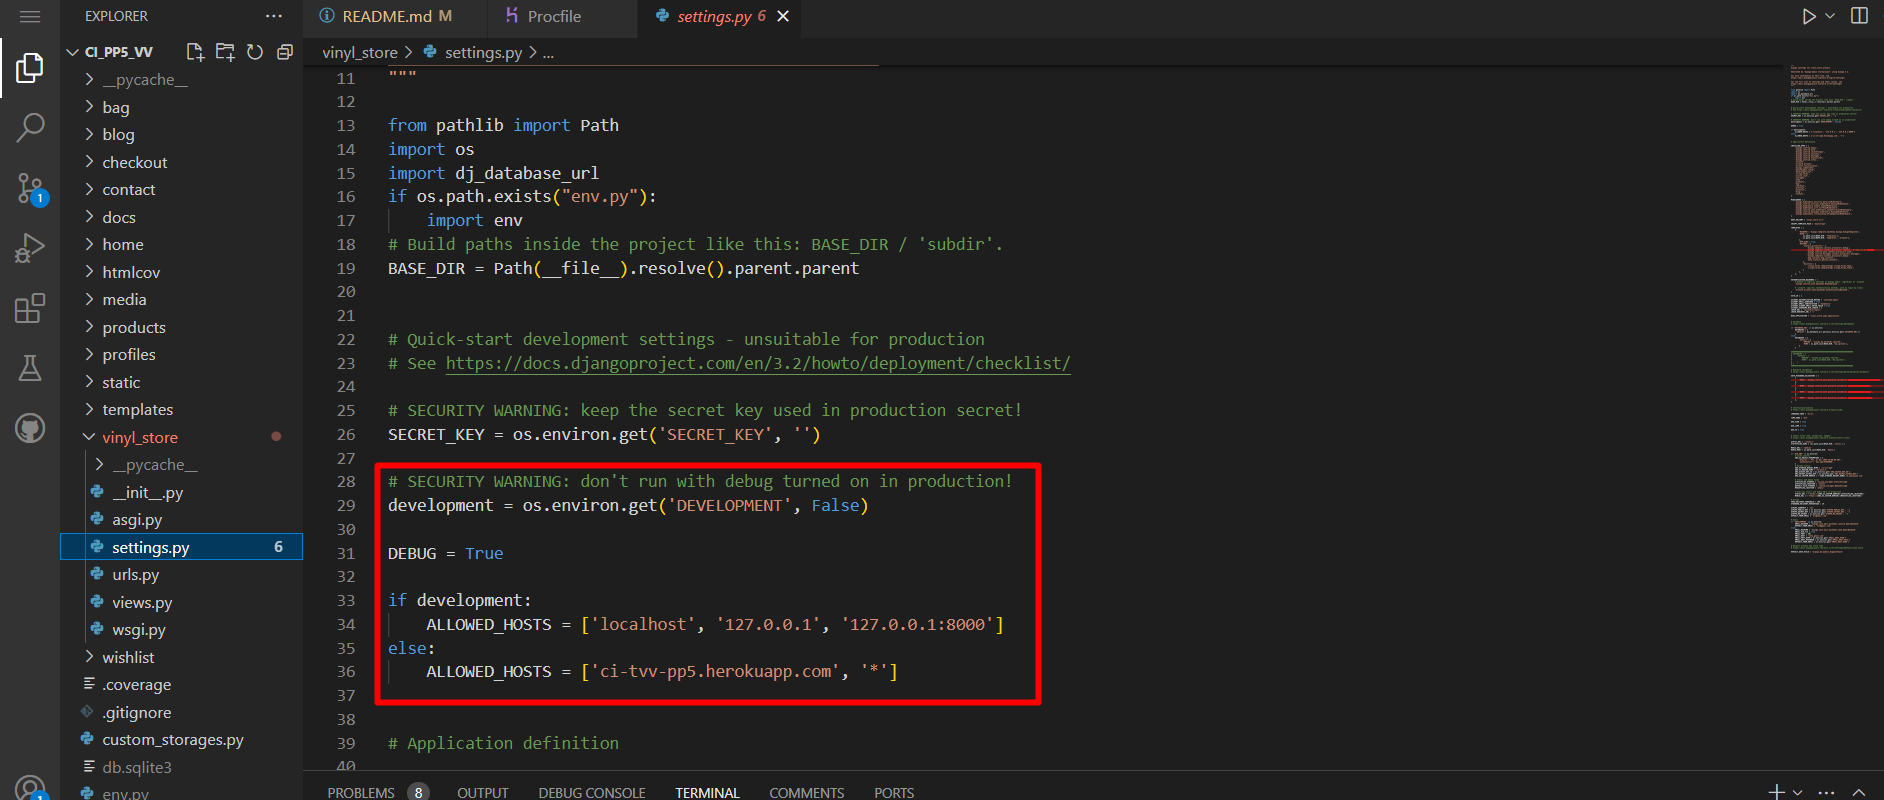 EXPLORER ...
README.md M
Procfile
settings.py 6
CI_PP5_VV
vinyl_store > settings.py > ...
__pycache__
bag
blog
checkout
contact
docs
home
htmlcov
media
products
profiles
static
templates
vinyl_store
__pycache__
__init__.py
asgi.py
settings.py 6
urls.py
views.py
wsgi.py
wishlist
.coverage
.gitignore
custom_storages.py
db.sqlite3
env.py
1
1
11 """
12
13 from pathlib import Path
14 import os
15 import dj_database_url
16 if os.path.exists("env.py"):
17     import env
18 # Build paths inside the project like this: BASE_DIR / 'subdir'.
19 BASE_DIR = Path(__file__).resolve().parent.parent
20
21
22 # Quick-start development settings - unsuitable for production
23 # See https://docs.djangoproject.com/en/3.2/howto/deployment/checklist/
24
25 # SECURITY WARNING: keep the secret key used in production secret!
26 SECRET_KEY = os.environ.get('SECRET_KEY', '')
27
28 # SECURITY WARNING: don't run with debug turned on in production!
29 development = os.environ.get('DEVELOPMENT', False)
30
31 DEBUG = True
32
33 if development:
34     ALLOWED_HOSTS = ['localhost', '127.0.0.1', '127.0.0.1:8000']
35 else:
36     ALLOWED_HOSTS = ['ci-tvv-pp5.herokuapp.com', '*']
37
38
39 # Application definition
40
PROBLEMS 8 OUTPUT DEBUG CONSOLE TERMINAL COMMENTS PORTS